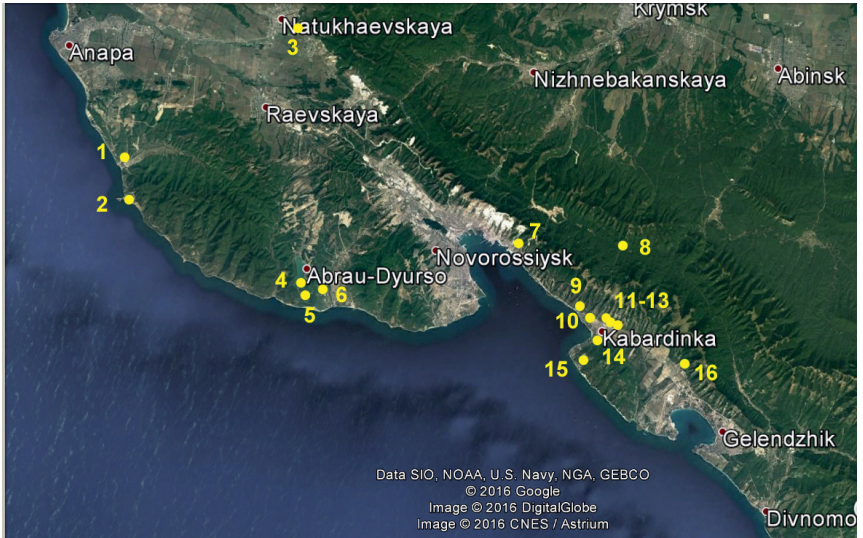 Krymsk
Natukhaevskaya
3
Anapa
Nizhnebakanskaya
Abinsk
Raevskaya
1
2
7
8
Novorossiysk
Abrau-Dyurso
4
5
6
9
11-13
10
Kabardinka
14
15
16
Gelendzhik
Data SIO, NOAA, U.S. Navy, NGA, GEBCO
© 2016 Google
Image © 2016 DigitalGlobe
Image © 2016 CNES / Astrium
Divnomo